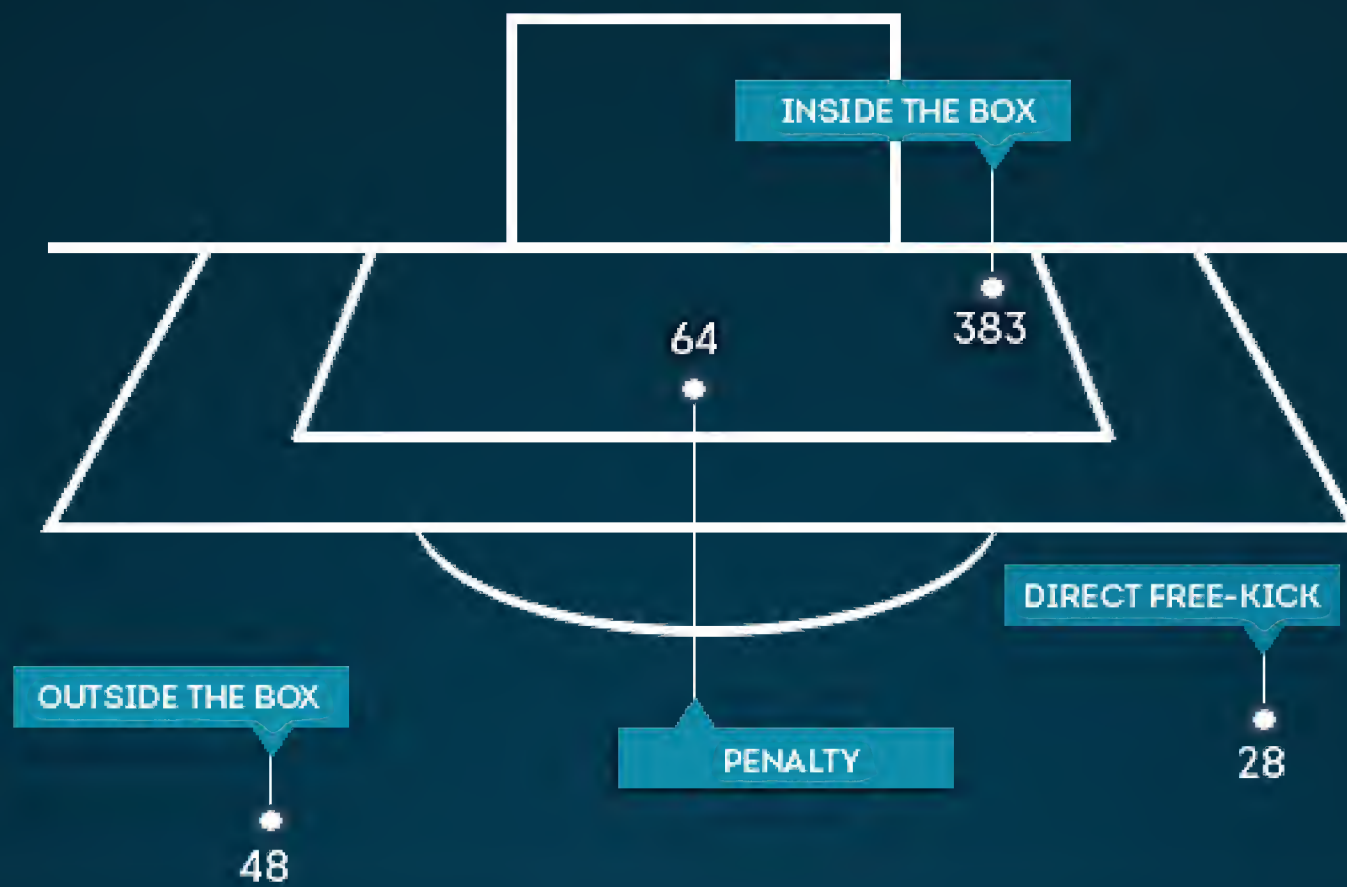 INSIDE THE BOX
383
64
DIRECT FREE-KICK
28
OUTSIDE THE BOX
48
PENALTY